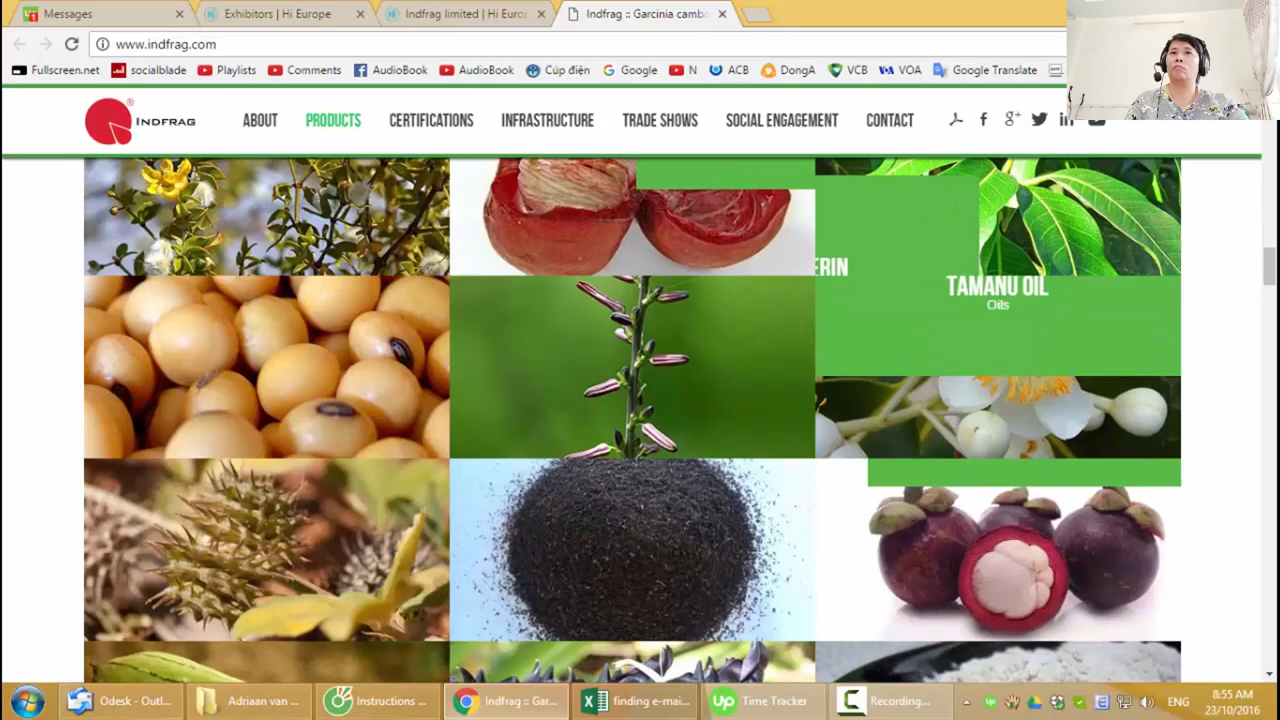 Messages
Exhibitors | Hi Europe
Indfrag limited | Hi Euro
Indfrag :: Garcinia cambo
www.indfrag.com
Fullscreen.net
socialblade
Playlists
Comments
AudioBook
AudioBook
Cúp điện
Google
N
ACB
DongA
VCB
VOA VOA
Google Translate
INDFRAG ®
ABOUT
PRODUCTS
CERTIFICATIONS
INFRASTRUCTURE
TRADE SHOWS
SOCIAL ENGAGEMENT
CONTACT
ERIN
TAMANU OIL
Oils
Odesk - Outl...
Adriaan van ...
Instructions ...
Indfrag :: Gar...
finding e-mai...
Up Time Tracker
Recording...
ENG
8:55 AM
23/10/2016